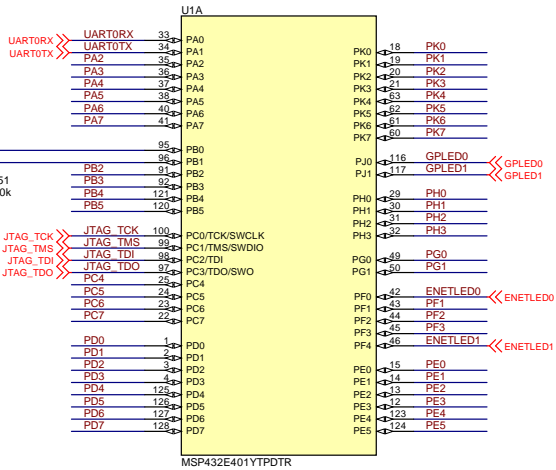 U1A
UART0RX UART0RX 33 PA0
UART0TX UART0TX 34 PA1
PA2 35 PA2
PA3 36 PA3
PA4 37 PA4
PA5 38 PA5
PA6 40 PA6
PA7 41 PA7
95 PB0
96 PB1
PB2 91 PB2
51 PB3 92 PB3
0k PB4 121 PB4
PB5 120 PB5
JTAG_TCK JTAG_TCK 100 PC0/TCK/SWCLK
JTAG_TMS JTAG_TMS 99 PC1/TMS/SWDIO
JTAG_TDI JTAG_TDI 98 PC2/TDI
JTAG_TDO JTAG_TDO 97 PC3/TDO/SWO
PC4 25 PC4
PC5 24 PC5
PC6 23 PC6
PC7 22 PC7
PD0 1 PD0
PD1 2 PD1
PD2 3 PD2
PD3 4 PD3
PD4 125 PD4
PD5 126 PD5
PD6 127 PD6
PD7 128 PD7
PK0 18 PK0
PK1 19 PK1
PK2 20 PK2
PK3 21 PK3
PK4 63 PK4
PK5 62 PK5
PK6 61 PK6
PK7 60 PK7
PJ0 116 GPLED0 GPLED0
PJ1 117 GPLED1 GPLED1
PH0 29 PH0
PH1 30 PH1
PH2 31 PH2
PH3 32 PH3
PG0 49 PG0
PG1 50 PG1
PF0 42 ENETLED0 ENETLED0
PF1 43 PF1
PF2 44 PF2
PF3 45 PF3
PF4 46 ENETLED1 ENETLED1
PE0 15 PE0
PE1 14 PE1
PE2 13 PE2
PE3 12 PE3
PE4 123 PE4
PE5 124 PE5
MSP432E401YTPDTR